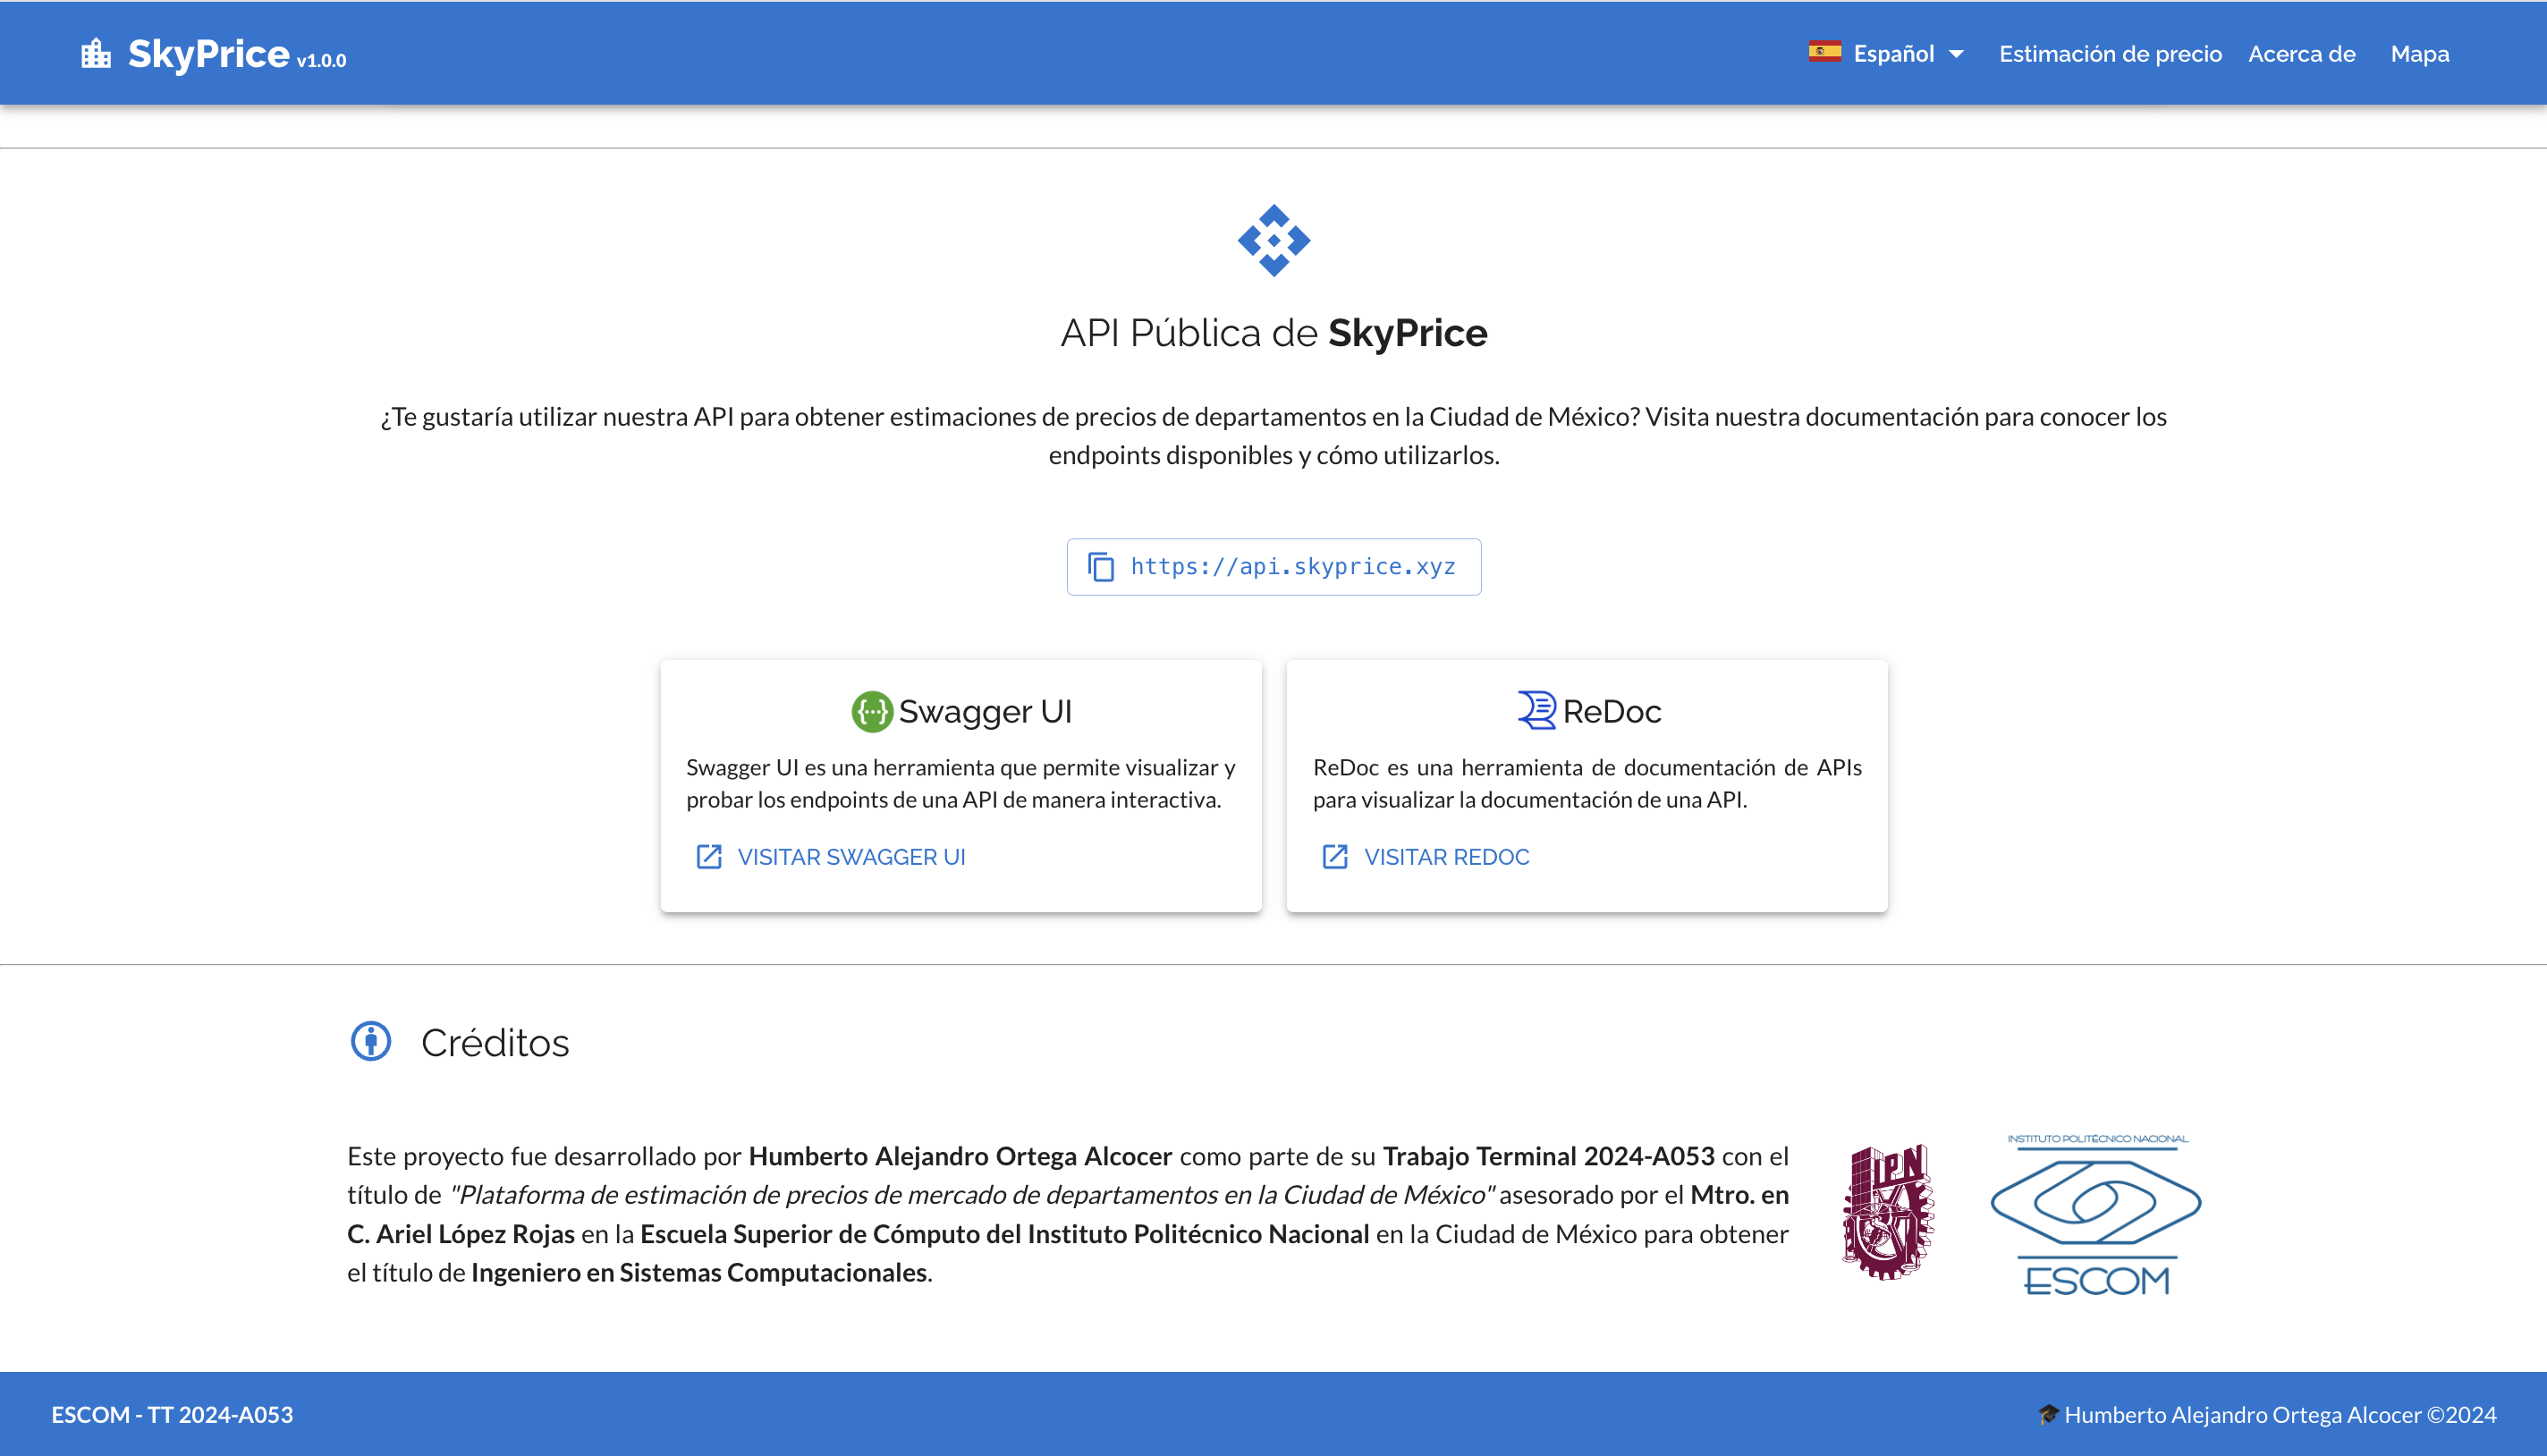 SkyPrice v1.0.0
Español
Estimación de precio
Acerca de
Mapa
API Pública de SkyPrice
¿Te gustaría utilizar nuestra API para obtener estimaciones de precios de departamentos en la Ciudad de México? Visita nuestra documentación para conocer los
endpoints disponibles y cómo utilizarlos.
https://api.skyprice.xyz
Swagger UI
Swagger UI es una herramienta que permite visualizar y
probar los endpoints de una API de manera interactiva.
VISITAR SWAGGER UI
ReDoc
ReDoc es una herramienta de documentación de APIs
para visualizar la documentación de una API.
VISITAR REDOC
Créditos
Este proyecto fue desarrollado por Humberto Alejandro Ortega Alcocer como parte de su Trabajo Terminal 2024-A053 con el
título de "Plataforma de estimación de precios de mercado de departamentos en la Ciudad de México" asesorado por el Mtro. en
C. Ariel López Rojas en la Escuela Superior de Cómputo del Instituto Politécnico Nacional en la Ciudad de México para obtener
el título de Ingeniero en Sistemas Computacionales.
IPN
INSTITUTO POLITÉCNICO NACIONAL
ESCOM
ESCOM - TT 2024-A053
🎓Humberto Alejandro Ortega Alcocer ©2024